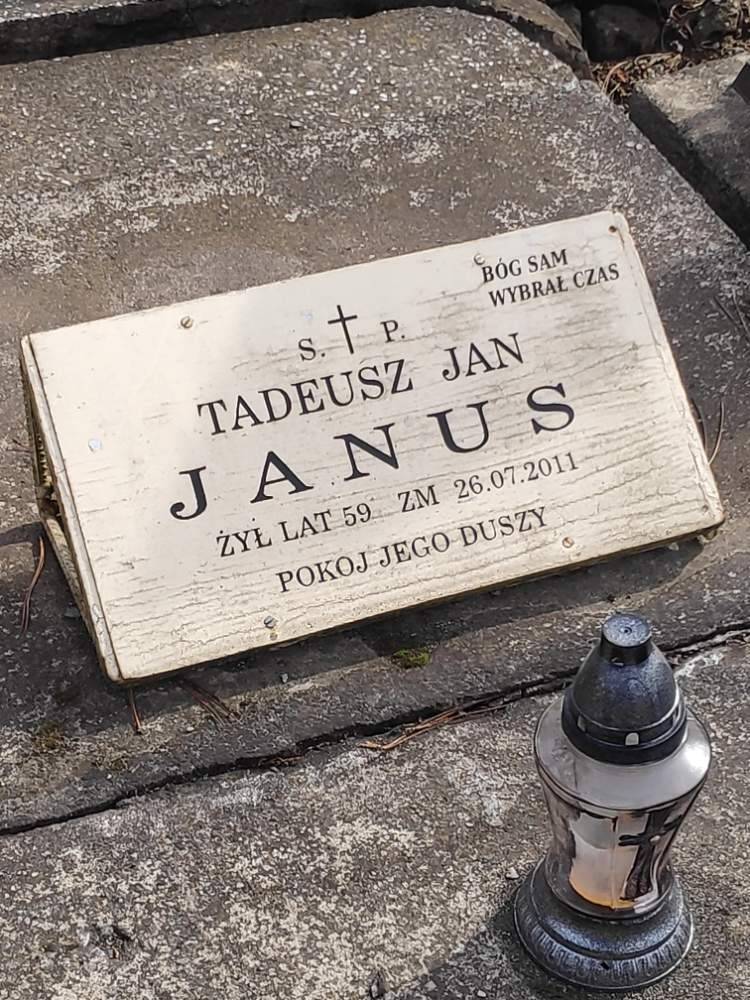 BÓG SAM
WYBRAŁ CZAS
S. † P.
TADEUSZ JAN
JANUS
ŻYŁ LAT 59 ZM 26.07.2011
POKOJ JEGO DUSZY